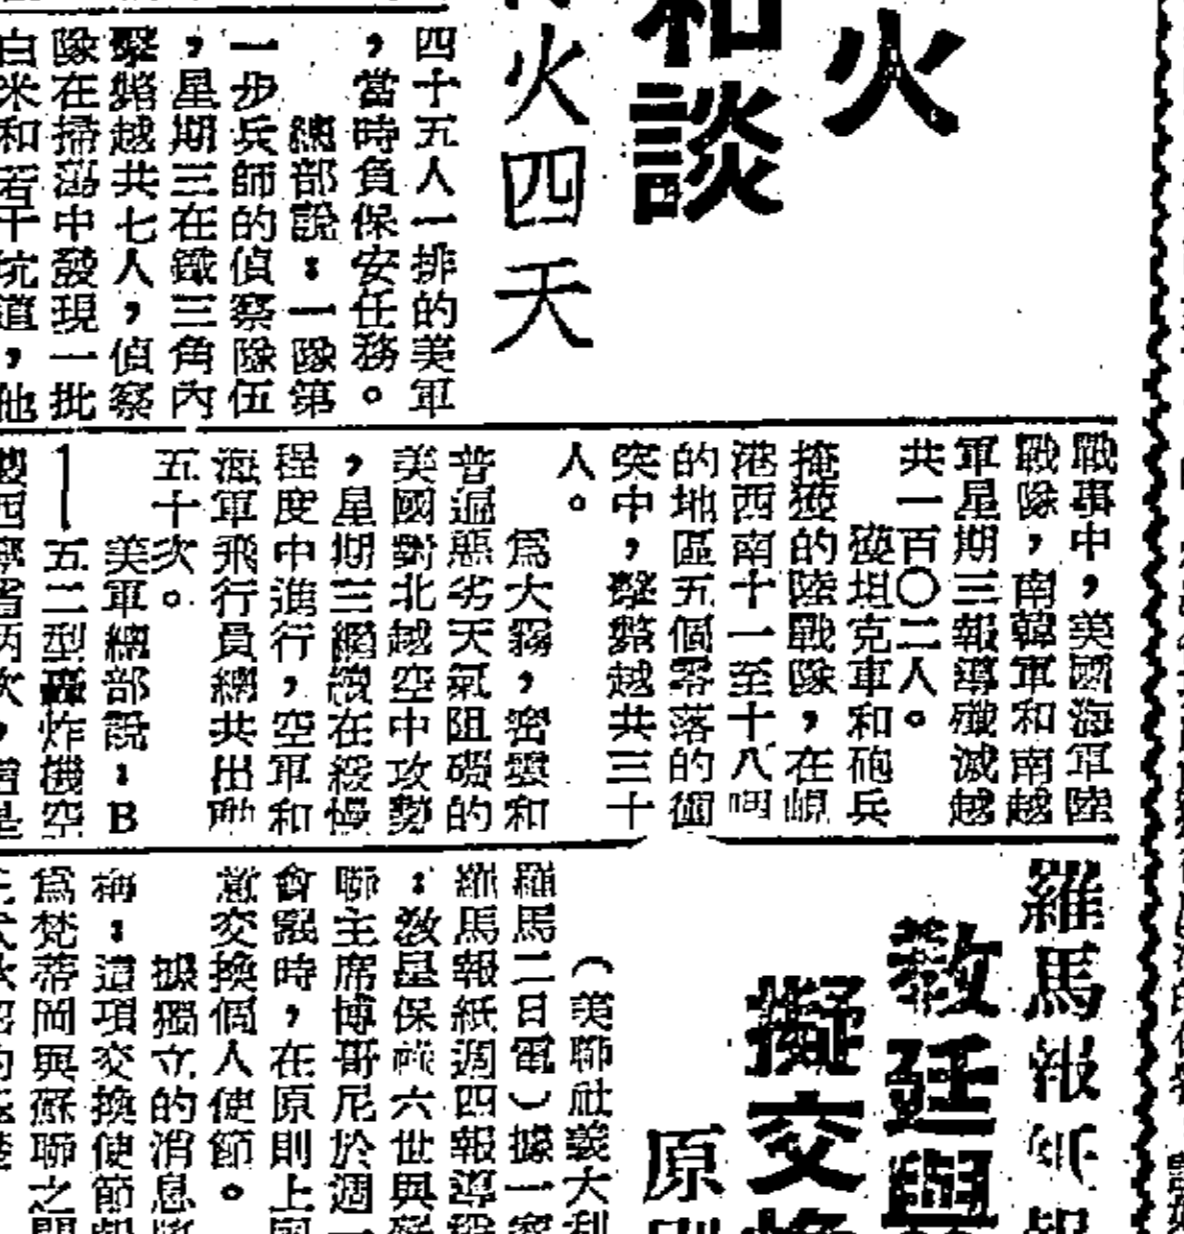 火
和談
火四天
四十五人一排的美軍
，當時負保安任務。
總部說：一隊第
一步兵師的偵察隊伍
，星期三在鐵三角內
擊斃越共七人，偵察
隊在掃蕩中發現一批
白米和若干坑道，他
戰事中，美國海軍陸
戰隊，南韓軍和南越
軍星期三報導殲滅越
共一百〇二人。
獲坦克車和砲兵
掩獲的陸戰隊，在峴
港西南十一至十八哩
的地區五個零落的衝
突中，擊斃越共三十
人。
為大霧，密雲和
普遍惡劣天氣阻礙的
美國對北越空中攻勢
，星期三繼續在緩慢
程度中進行，空軍和
海軍飛行員總共出動
五十次。
美軍總部說：B
｜五二型轟炸機空
西寧省兩次，
羅馬報紙報
教廷與
擬交換
原則
（美聯社義大利
羅馬二日電）據一家
羅馬報紙週四報導
：教皇保祿六世與蘇
聯主席博哥尼於週一
會晤時，在原則上同
意交換個人使節。
據獨立的消息
稱：這項交換使節
為梵蒂岡與蘇聯之間